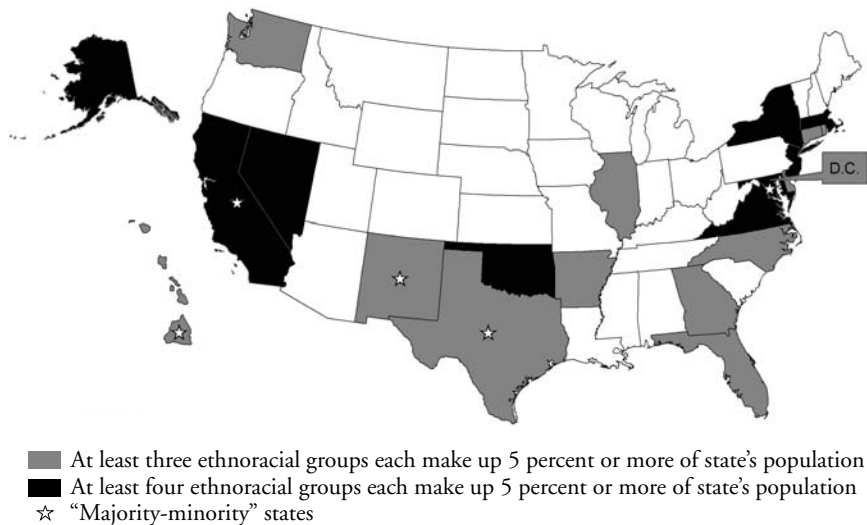 D.C.
At least three ethnoracial groups each make up 5 percent or more of state’s population
At least four ethnoracial groups each make up 5 percent or more of state’s population
“Majority-minority” states